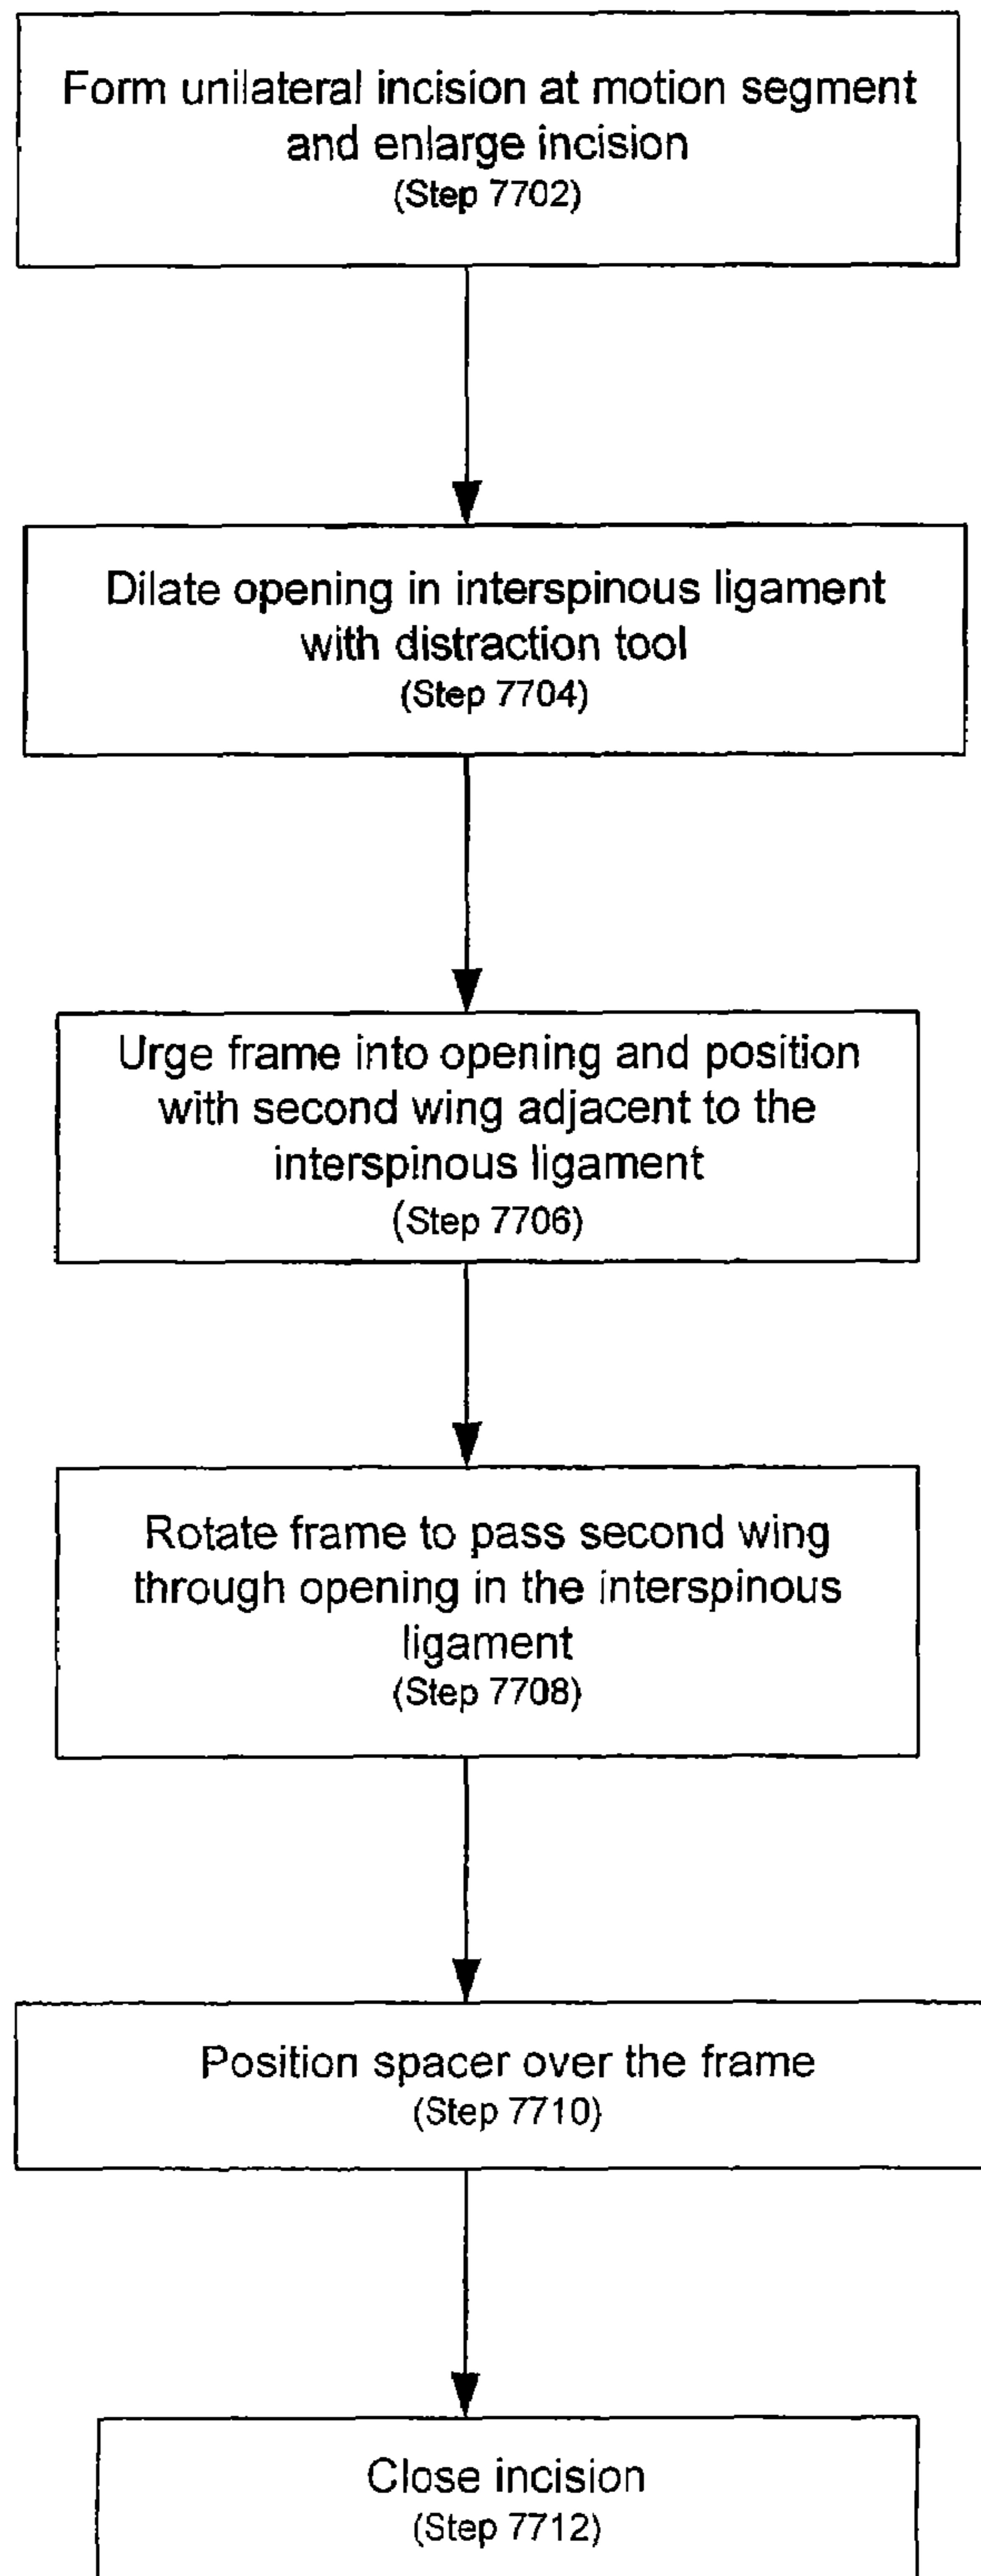 Form unilateral incision at motion segment
and enlarge incision
(Step 7702)
Dilate opening in interspinous ligament
with distraction tool
(Step 7704)
Urge frame into opening and position
with second wing adjacent to the
interspinous ligament
(Step 7706)
Rotate frame to pass second wing
through opening in the interspinous
ligament
(Step 7708)
Position spacer over the frame
(Step 7710)
Close incision
(Step 7712)